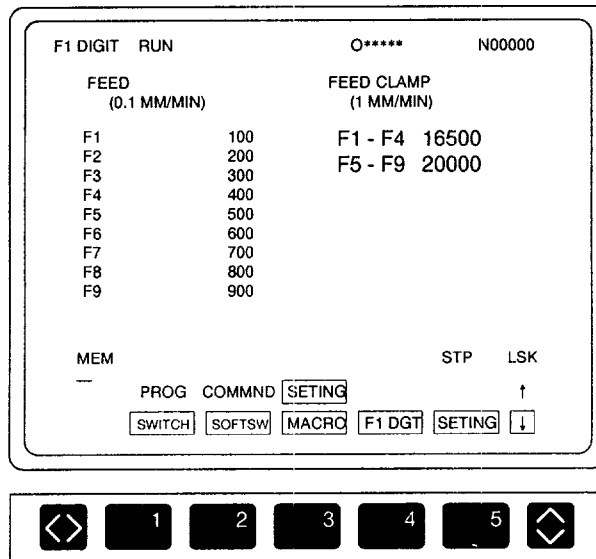 F1 DIGIT RUN O***** N00000
FEED FEED CLAMP
(0.1 MM/MIN) (1 MM/MIN)
F1 100 F1 - F4 16500
F2 200 F5 - F9 20000
F3 300
F4 400
F5 500
F6 600
F7 700
F8 800
F9 900
MEM STP LSK
PROG COMMND SETING ↑
SWITCH SOFTSW MACRO F1 DGT SETING ↓
1 2 3 4 5